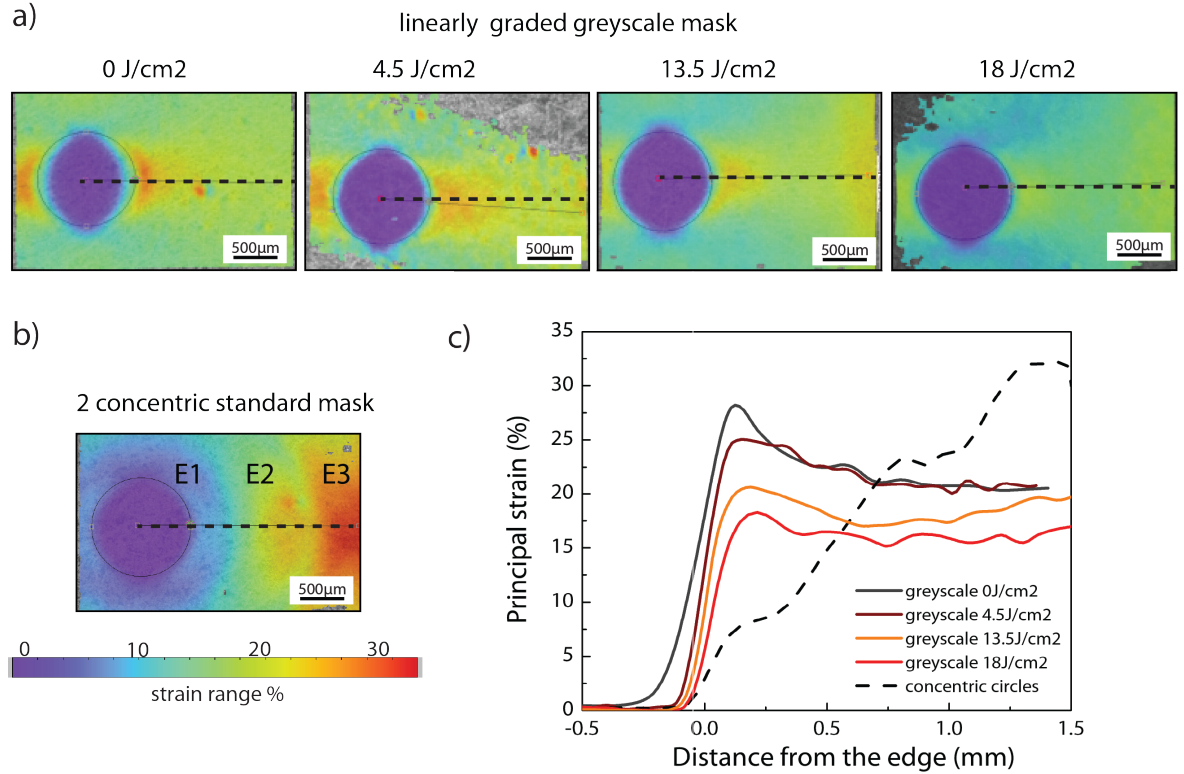 a)
linearly graded greyscale mask
0 J/cm2
4.5 J/cm2
13.5 J/cm2
18 J/cm2
500µm
500µm
500µm
500µm
b)
2 concentric standard mask
E1
E2
E3
500µm
0
10
20
30
strain range %
c)
Principal strain (%)
35
30
25
20
15
10
5
0
greyscale 0J/cm2
greyscale 4.5J/cm2
greyscale 13.5J/cm2
greyscale 18J/cm2
concentric circles
-0.5
0.0
0.5
1.0
1.5
Distance from the edge (mm)